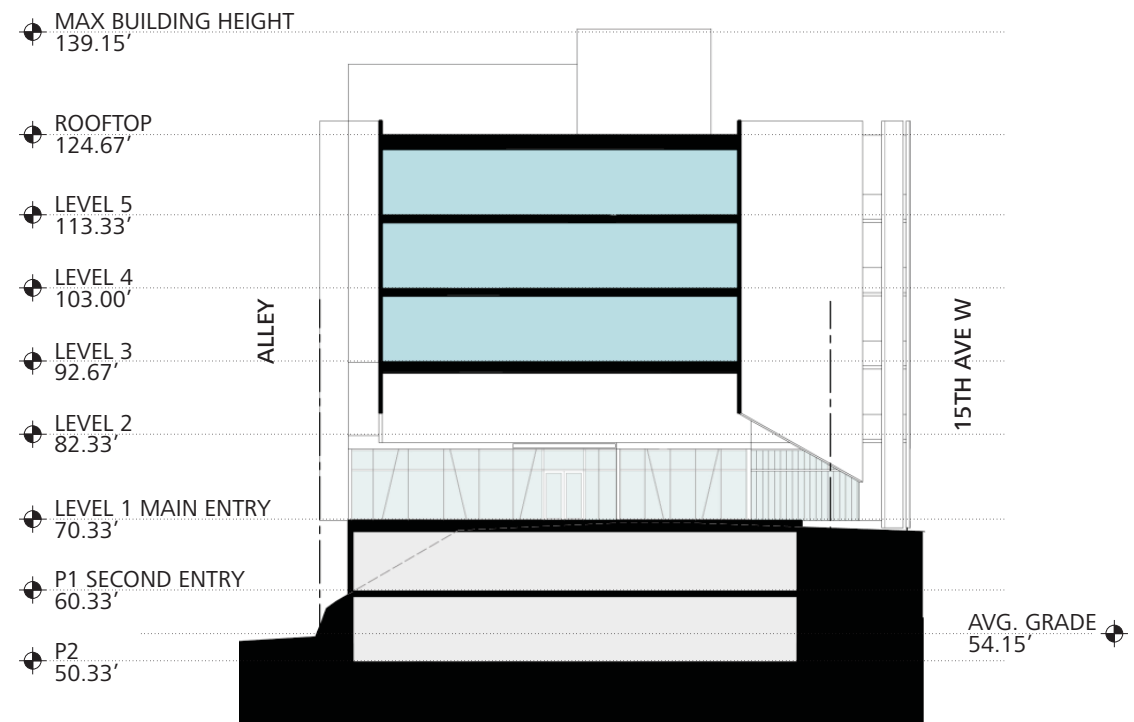 MAX BUILDING HEIGHT
139.15’
ROOFTOP
124.67’
LEVEL 5
113.33’
LEVEL 4
103.00’
LEVEL 3
92.67’
LEVEL 2
82.33’
LEVEL 1 MAIN ENTRY
70.33’
P1 SECOND ENTRY
60.33’
P2
50.33’
ALLEY
15TH AVE W
AVG. GRADE
54.15’